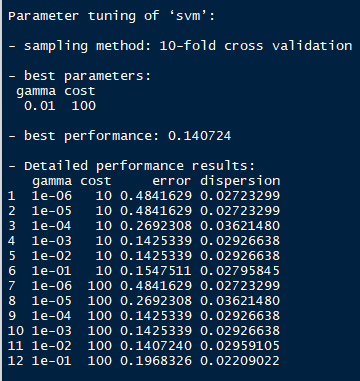 Parameter tuning of ‘svm’:
- sampling method: 10-fold cross validation
- best parameters:
gamma cost
0.01 100
- best performance: 0.140724
- Detailed performance results:
gamma cost error dispersion
1 1e-06 10 0.4841629 0.02723299
2 1e-05 10 0.4841629 0.02723299
3 1e-04 10 0.2692308 0.03621480
4 1e-03 10 0.1425339 0.02926638
5 1e-02 10 0.1425339 0.02926638
6 1e-01 10 0.1547511 0.02795845
7 1e-06 100 0.4841629 0.02723299
8 1e-05 100 0.2692308 0.03621480
9 1e-04 100 0.1425339 0.02926638
10 1e-03 100 0.1425339 0.02926638
11 1e-02 100 0.1407240 0.02959105
12 1e-01 100 0.1968326 0.02209022